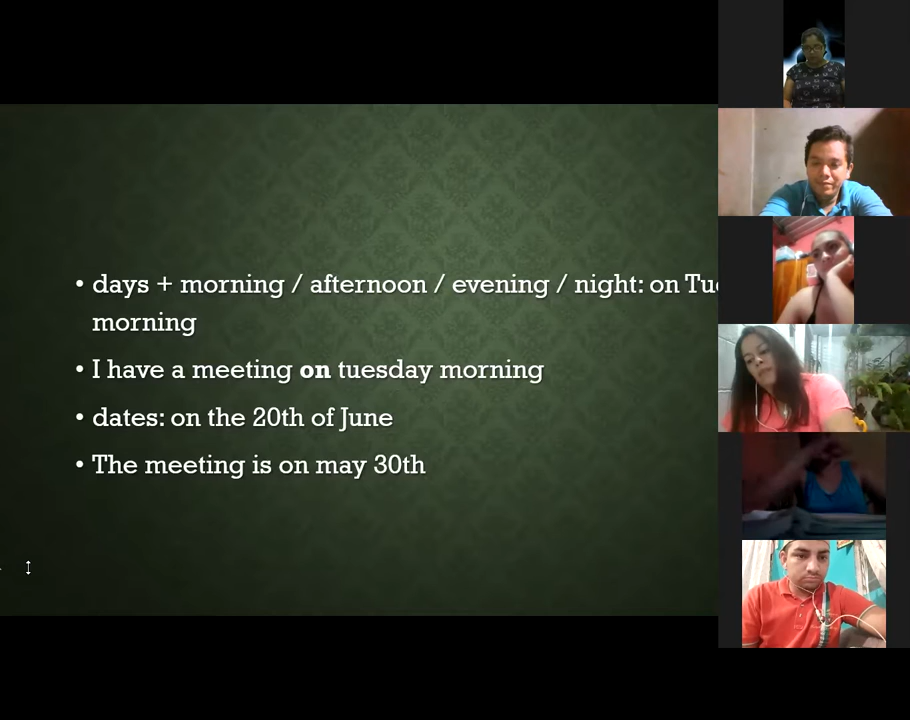 • days + morning / afternoon / evening / night: on
morning
• I have a meeting on tuesday morning
• dates: on the 20th of June
• The meeting is on may 30th